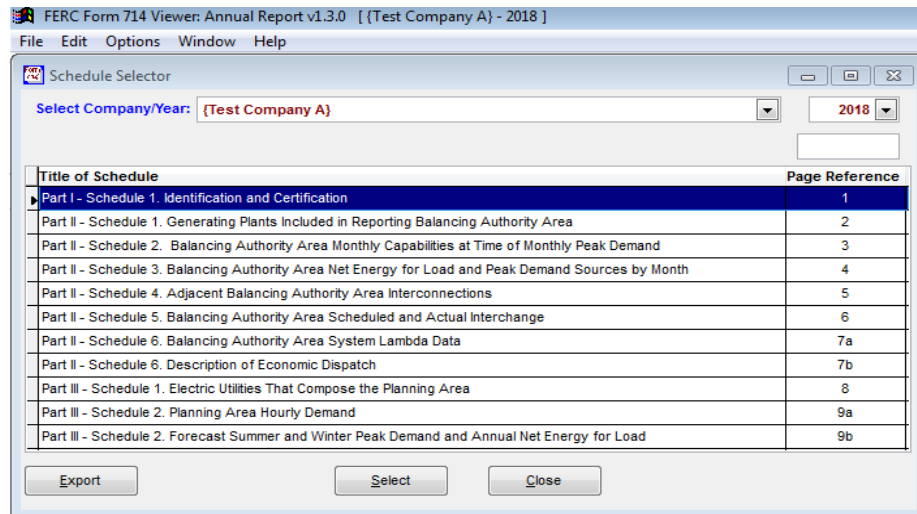 FERC Form 714 Viewer: Annual Report v1.3.0 [ {Test Company A} - 2018 ]
File Edit Options Window Help
Schedule Selector
Select Company/Year: {Test Company A} 2018
Title of Schedule Page Reference
Part I - Schedule 1. Identification and Certification 1
Part II - Schedule 1. Generating Plants Included in Reporting Balancing Authority Area 2
Part II - Schedule 2. Balancing Authority Area Monthly Capabilities at Time of Monthly Peak Demand 3
Part II - Schedule 3. Balancing Authority Area Net Energy for Load and Peak Demand Sources by Month 4
Part II - Schedule 4. Adjacent Balancing Authority Area Interconnections 5
Part II - Schedule 5. Balancing Authority Area Scheduled and Actual Interchange 6
Part II - Schedule 6. Balancing Authority Area System Lambda Data 7a
Part II - Schedule 6. Description of Economic Dispatch 7b
Part III - Schedule 1. Electric Utilities That Compose the Planning Area 8
Part III - Schedule 2. Planning Area Hourly Demand 9a
Part III - Schedule 2. Forecast Summer and Winter Peak Demand and Annual Net Energy for Load 9b
Export Select Close